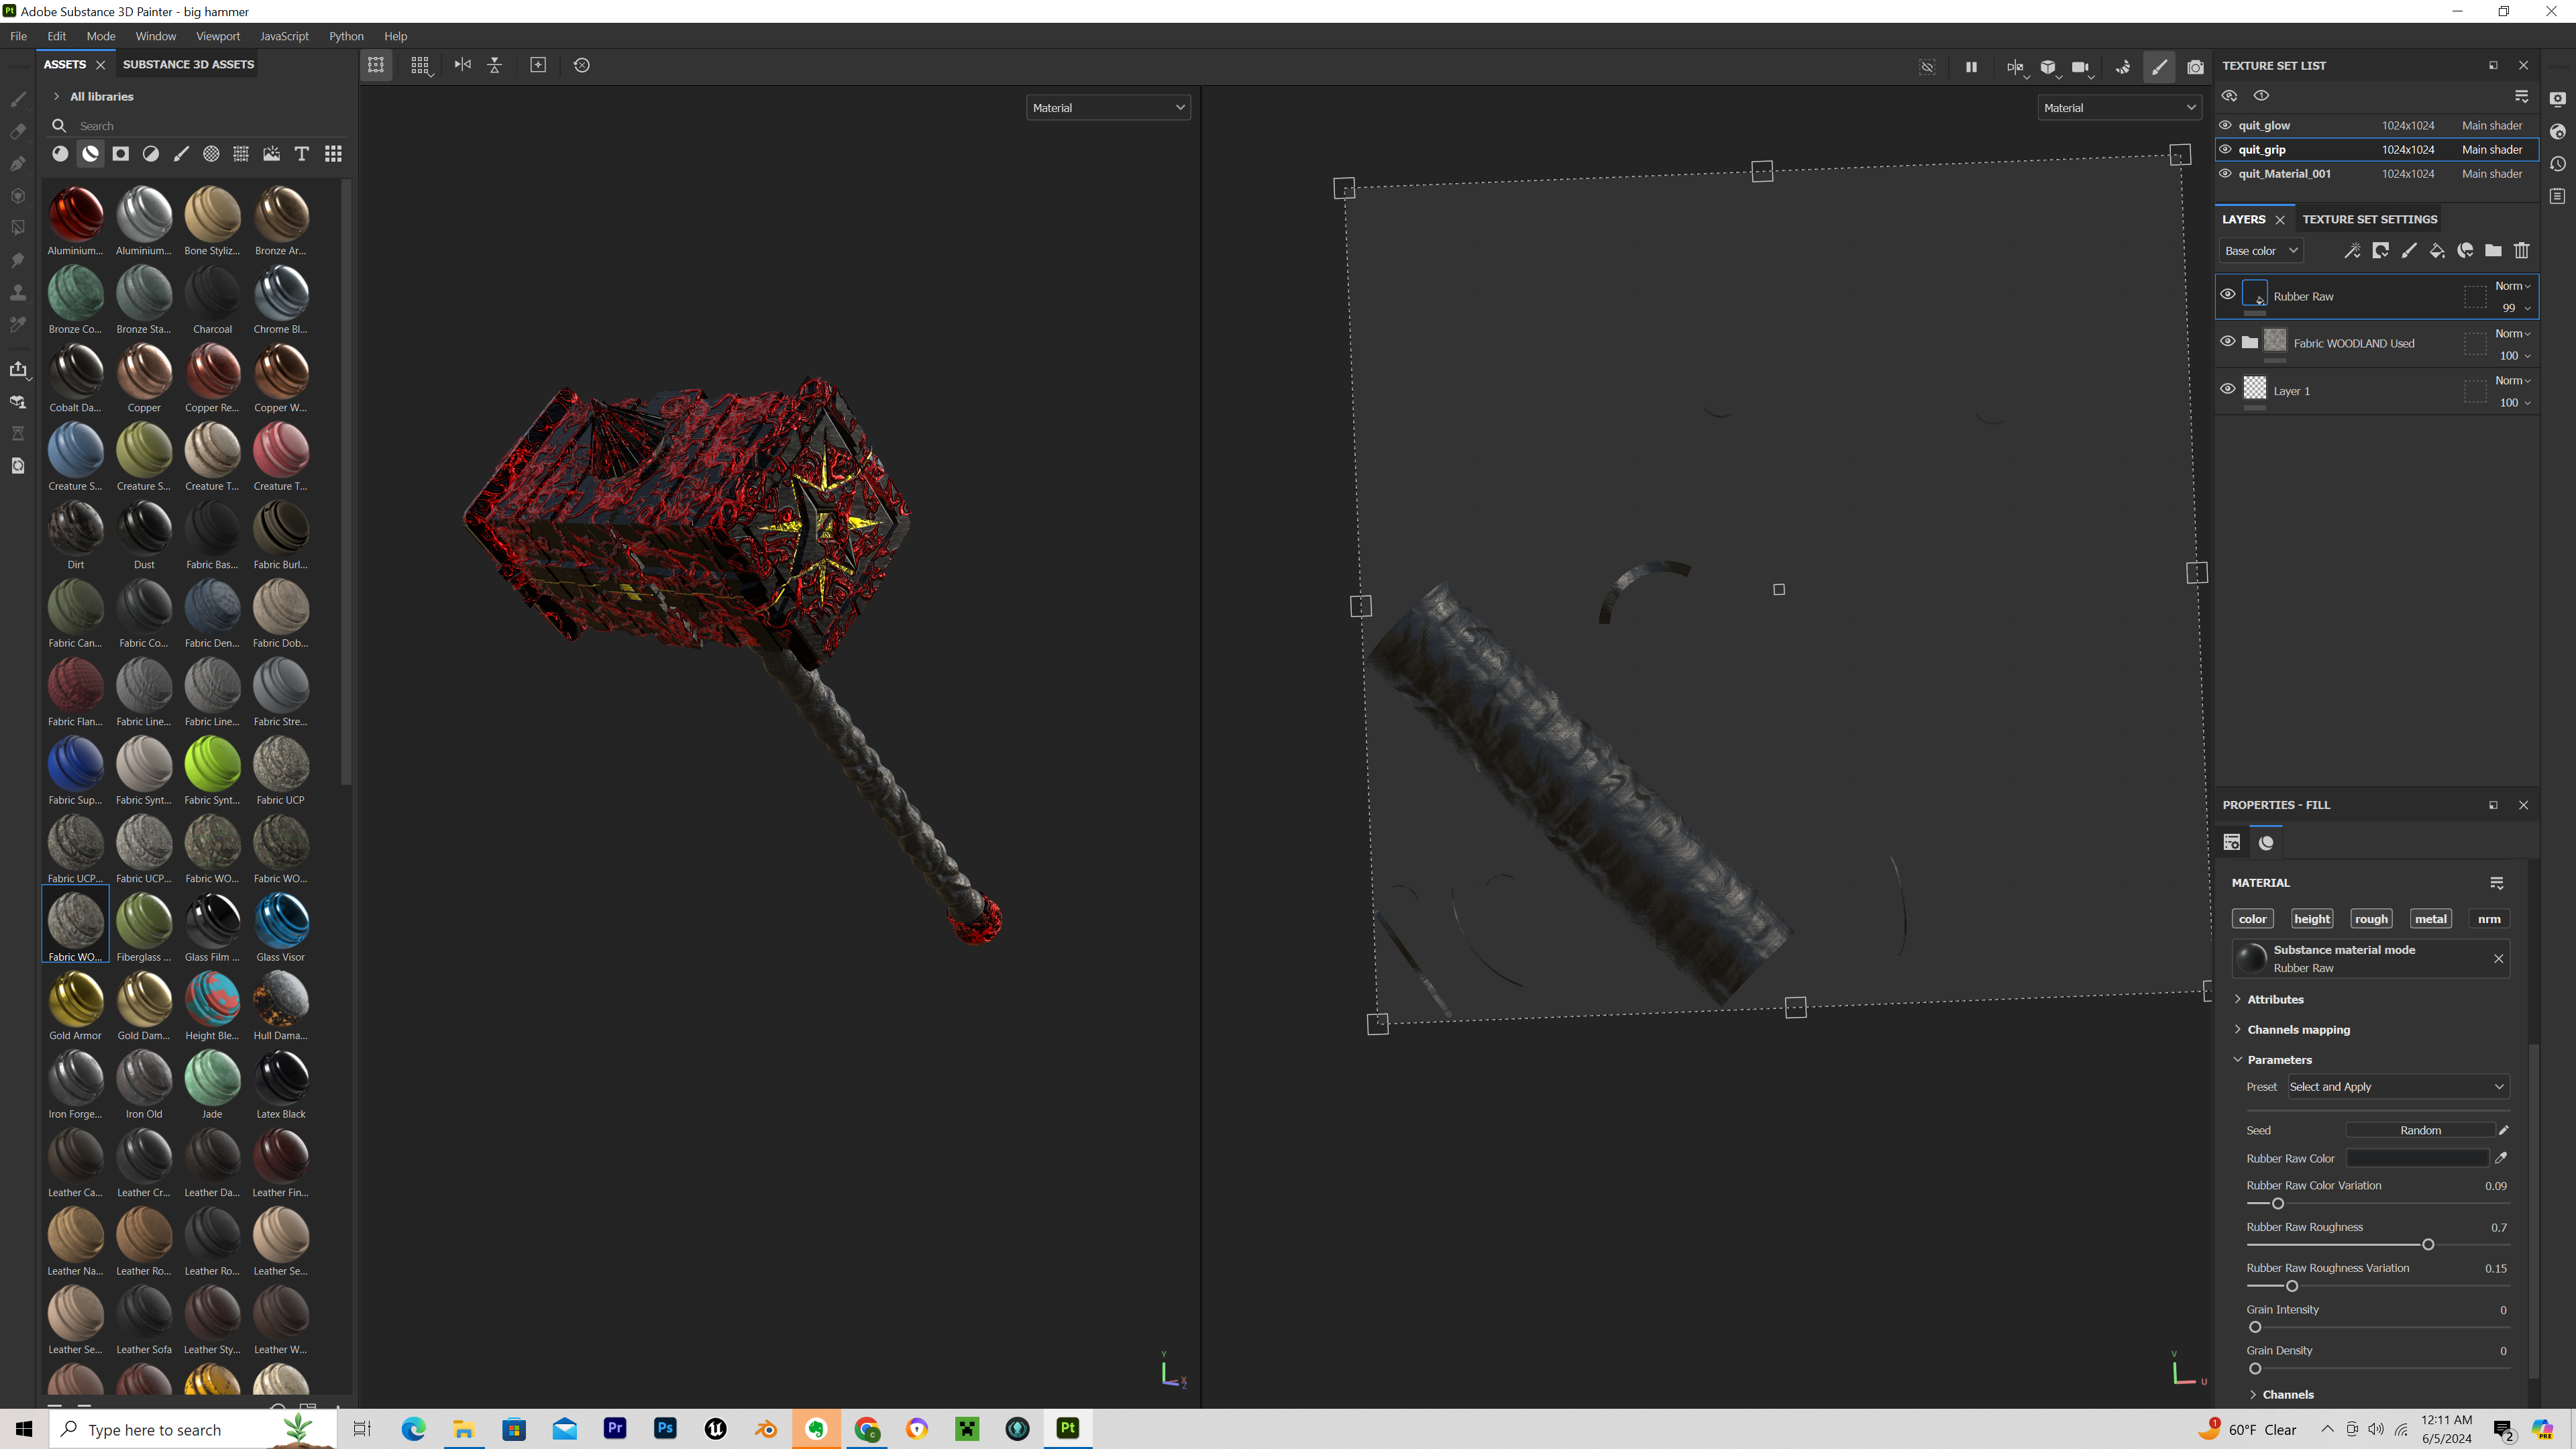 Adobe Substance 3D Painter - big hammer
File Edit Mode Window Viewport JavaScript Python Help
ASSETS SUBSTANCE 3D ASSETS
All libraries
Search
Aluminium... Aluminium... Bone Styliz... Bronze Ar...
Bronze Co... Bronze Sta... Charcoal Chrome Bl...
Cobalt Da... Copper Copper Re... Copper W...
Creature S... Creature S... Creature T... Creature T...
Dirt Dust Fabric Bas... Fabric Burl...
Fabric Can... Fabric Co... Fabric Den... Fabric Dob...
Fabric Flan... Fabric Line... Fabric Line... Fabric Stre...
Fabric Sup... Fabric Synt... Fabric Synt... Fabric UCP
Fabric UCP... Fabric UCP... Fabric WO... Fabric WO...
Fabric WO... Fiberglass ... Glass Film ... Glass Visor
Gold Armor Gold Dam... Height Ble... Hull Dama...
Iron Forge... Iron Old Jade Latex Black
Leather Ca... Leather Cr... Leather Da... Leather Fin...
Leather Na... Leather Ro... Leather Ro... Leather Se...
Leather Se... Leather Sofa Leather Sty... Leather W...
Material
Y
X
Z
Material
V
U
TEXTURE SET LIST
quit_glow 1024x1024 Main shader
quit_grip 1024x1024 Main shader
quit_Material_001 1024x1024 Main shader
LAYERS TEXTURE SET SETTINGS
Base color
Rubber Raw Norm 99
Fabric WOODLAND Used Norm 100
Layer 1 Norm 100
PROPERTIES - FILL
MATERIAL
color height rough metal nrm
Substance material mode
Rubber Raw
Attributes
Channels mapping
Parameters
Preset Select and Apply
Seed Random
Rubber Raw Color
Rubber Raw Color Variation 0.09
Rubber Raw Roughness 0.7
Rubber Raw Roughness Variation 0.15
Grain Intensity 0
Grain Density 0
Channels
Type here to search
Pr Ps Pt
1 60°F Clear
12:11 AM
6/5/2024
2
PRE